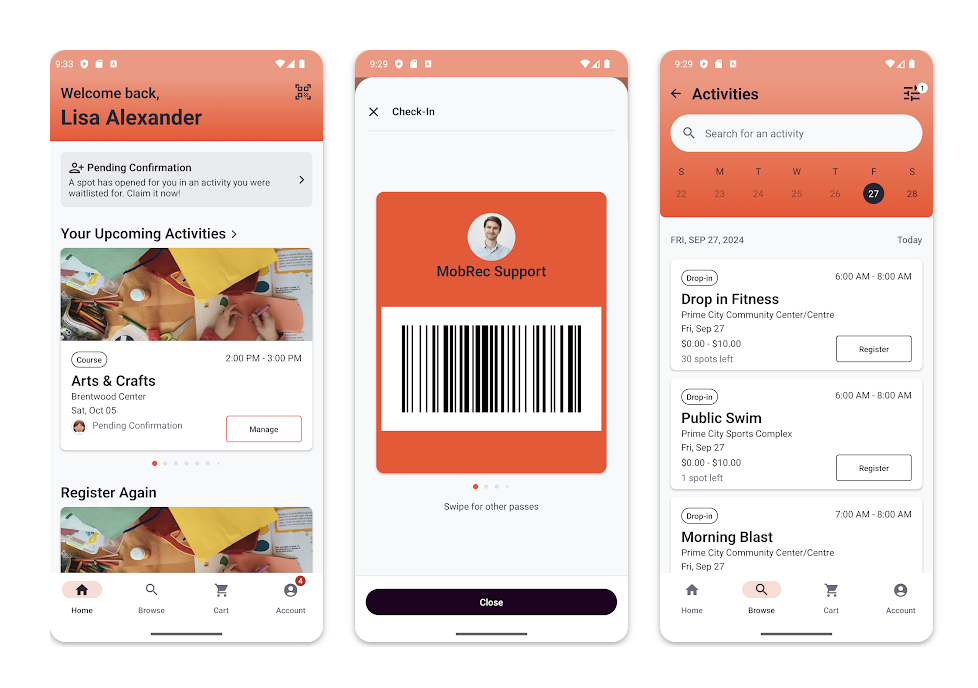 9:33
Welcome back,
Lisa Alexander
Pending Confirmation
A spot has opened for you in an activity you were
waitlisted for. Claim it now!
Your Upcoming Activities
Course
2:00 PM - 3:00 PM
Arts & Crafts
Brentwood Center
Sat, Oct 05
Pending Confirmation
Manage
Register Again
4
Home Browse Cart Account
9:29
Check-In
MobRec Support
Swipe for other passes
Close
9:29
Activities
1
Search for an activity
S M T W T F S
22 23 24 25 26 27 28
FRI, SEP 27, 2024 Today
Drop-in
6:00 AM - 8:00 AM
Drop in Fitness
Prime City Community Center/Centre
Fri, Sep 27
$0.00 - $10.00
30 spots left
Register
Drop-in
6:00 AM - 8:00 AM
Public Swim
Prime City Sports Complex
Fri, Sep 27
$0.00 - $10.00
1 spot left
Register
Drop-in
7:00 AM - 8:00 AM
Morning Blast
Prime City Community Center/Centre
Fri, Sep 27
Home Browse Cart Account